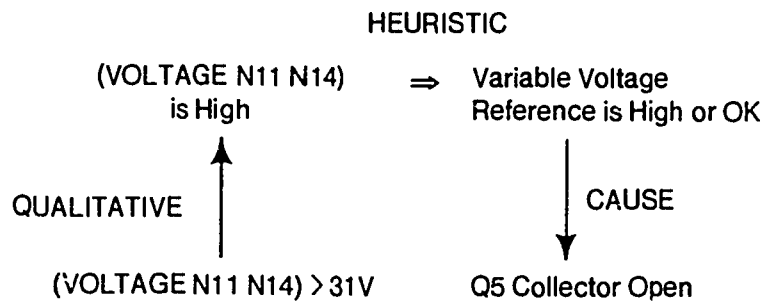 HEURISTIC
(VOLTAGE N11 N14) ⇒ Variable Voltage
is High Reference is High or OK
QUALITATIVE CAUSE
(VOLTAGE N11 N14) > 31V Q5 Collector Open